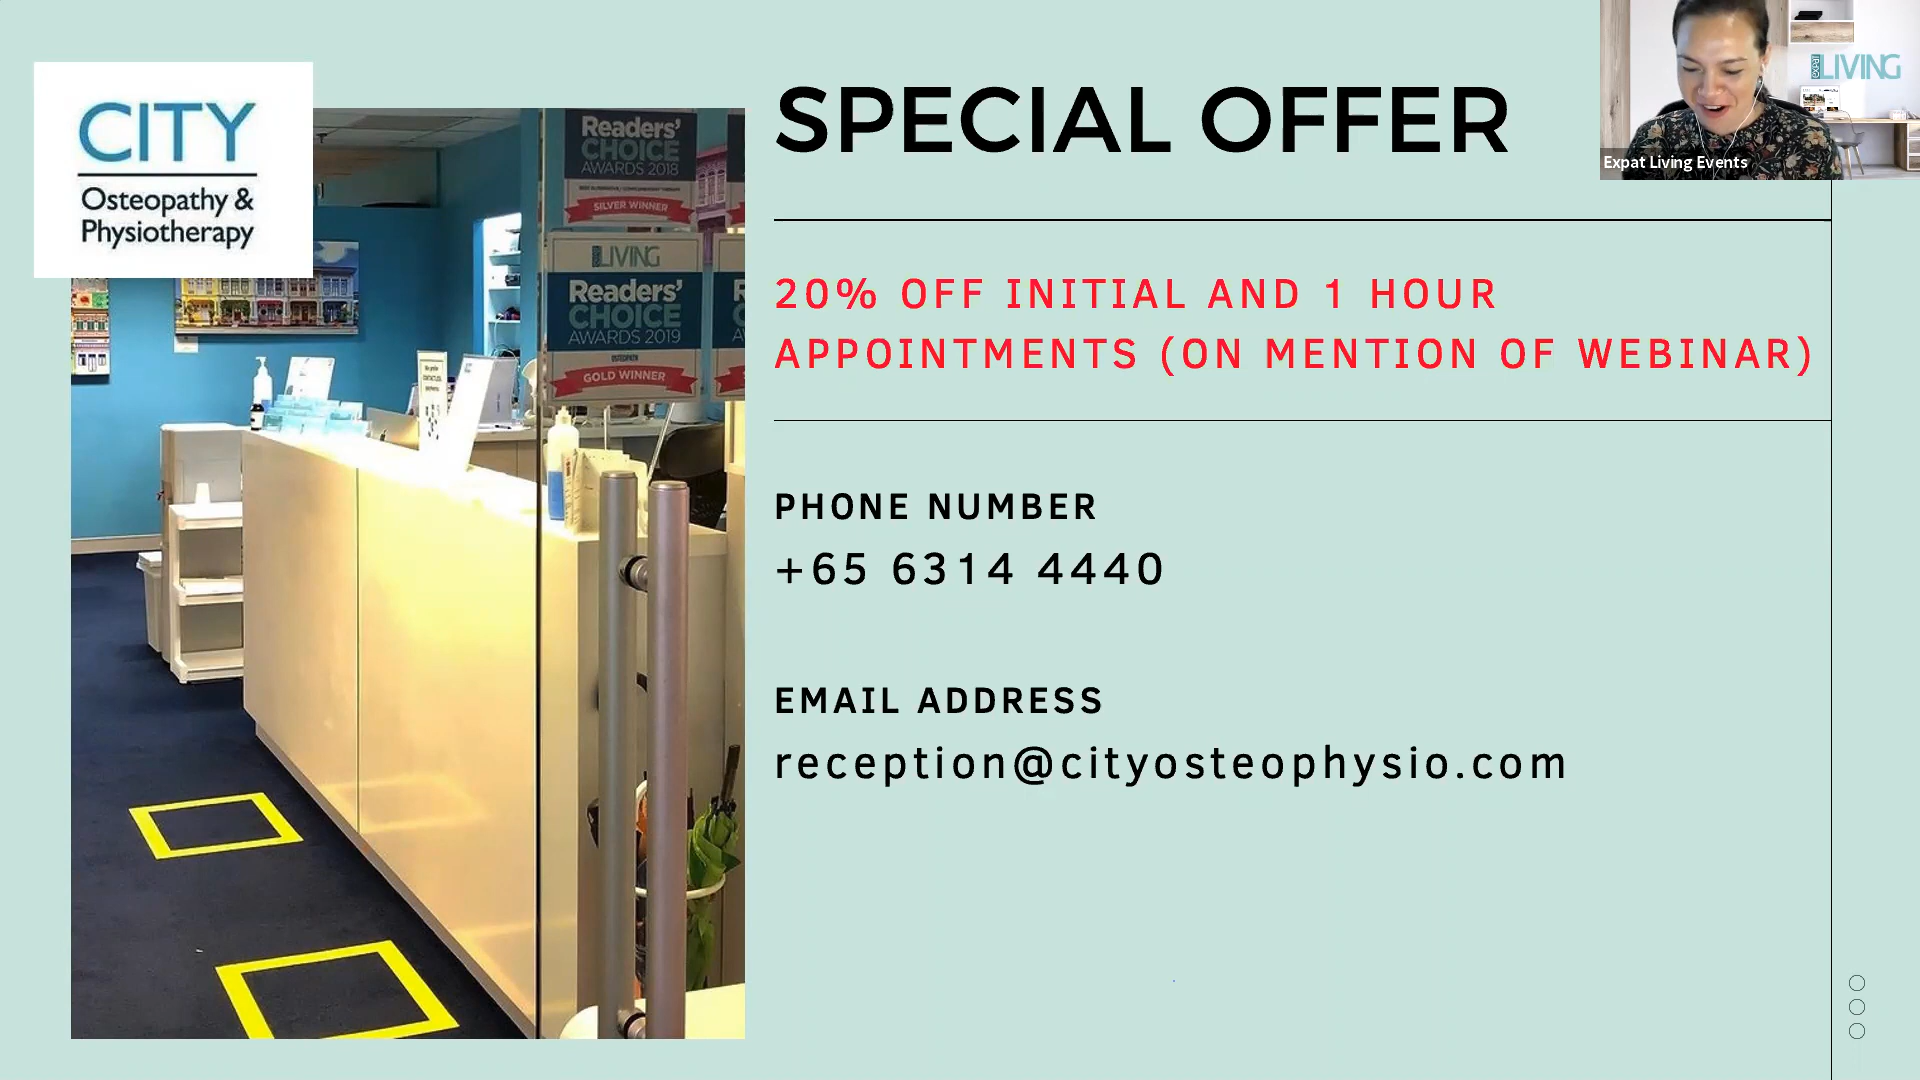 CITY
Osteopathy &
Physiotherapy
Readers'
CHOICE
AWARDS 2018
SILVER WINNER
LIVING
Readers'
CHOICE
AWARDS 2019
OSTEOPATH
GOLD WINNER
SPECIAL OFFER
expat LIVING
Expat Living Events
20% OFF INITIAL AND 1 HOUR
APPOINTMENTS (ON MENTION OF WEBINAR)
PHONE NUMBER
+65 6314 4440
EMAIL ADDRESS
reception@cityosteophysio.com